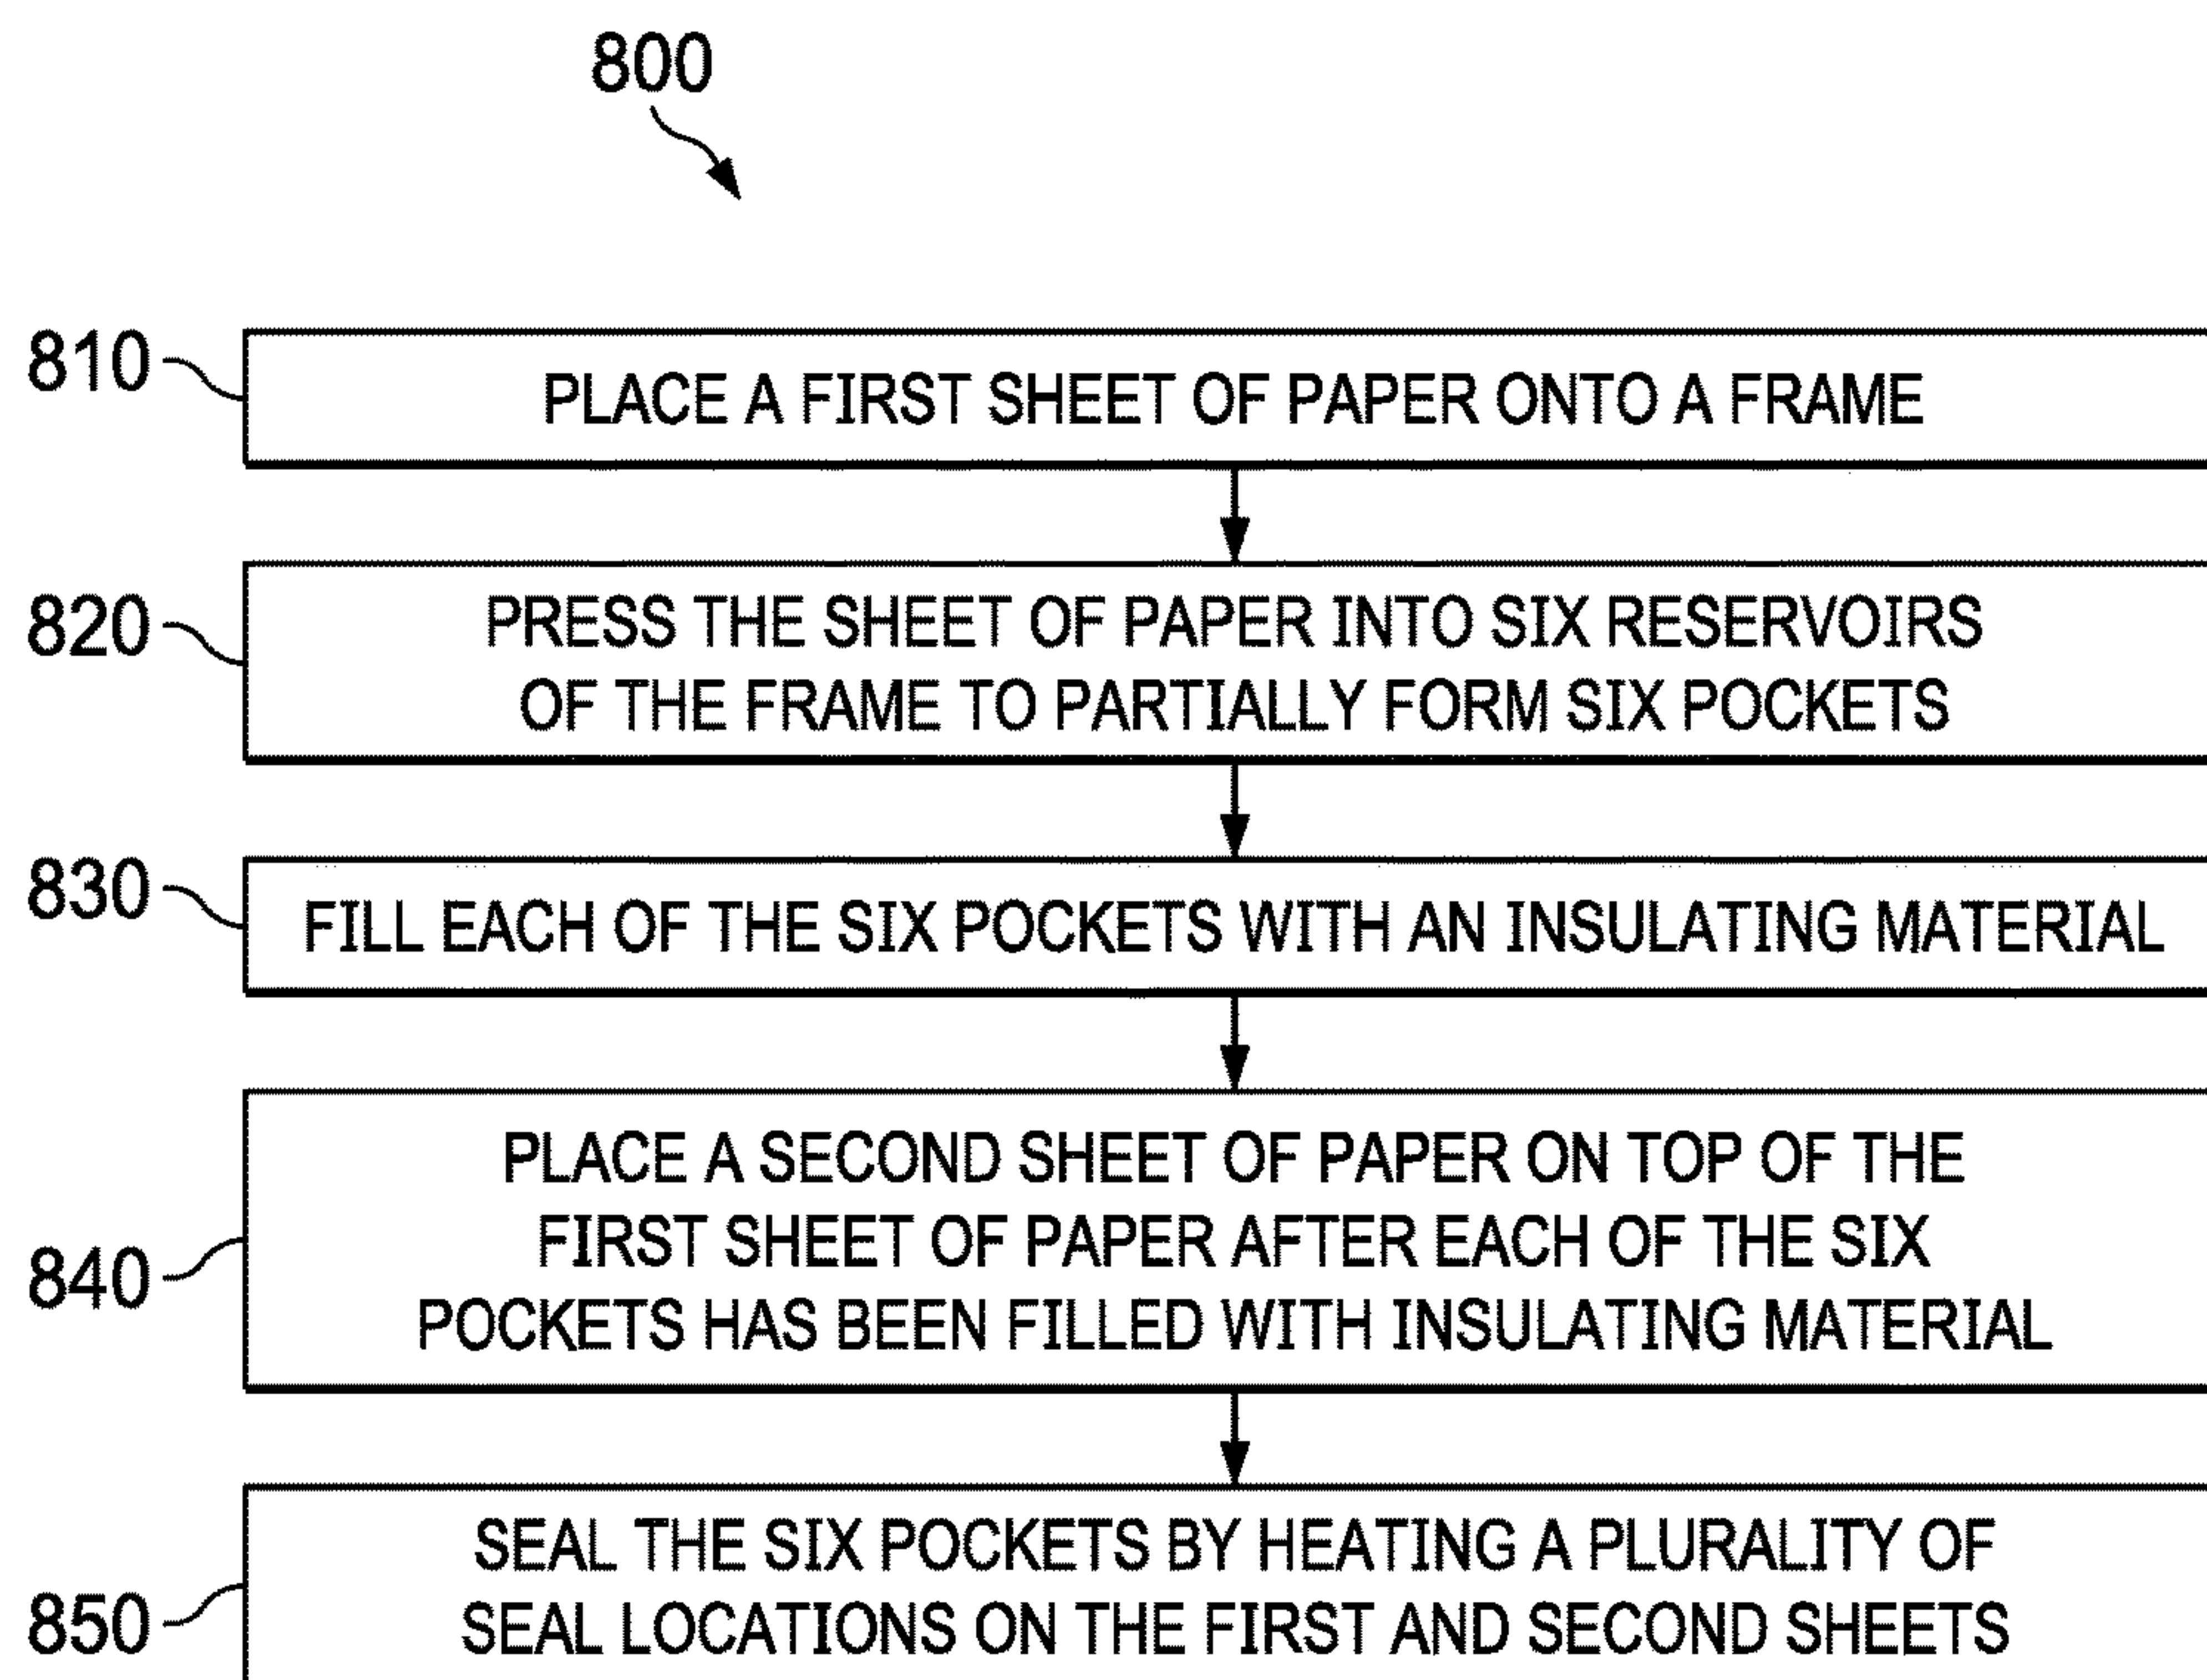 800
810
PLACE A FIRST SHEET OF PAPER ONTO A FRAME
820
PRESS THE SHEET OF PAPER INTO SIX RESERVOIRS
OF THE FRAME TO PARTIALLY FORM SIX POCKETS
830
FILL EACH OF THE SIX POCKETS WITH AN INSULATING MATERIAL
840
PLACE A SECOND SHEET OF PAPER ON TOP OF THE
FIRST SHEET OF PAPER AFTER EACH OF THE SIX
POCKETS HAS BEEN FILLED WITH INSULATING MATERIAL
850
SEAL THE SIX POCKETS BY HEATING A PLURALITY OF
SEAL LOCATIONS ON THE FIRST AND SECOND SHEETS